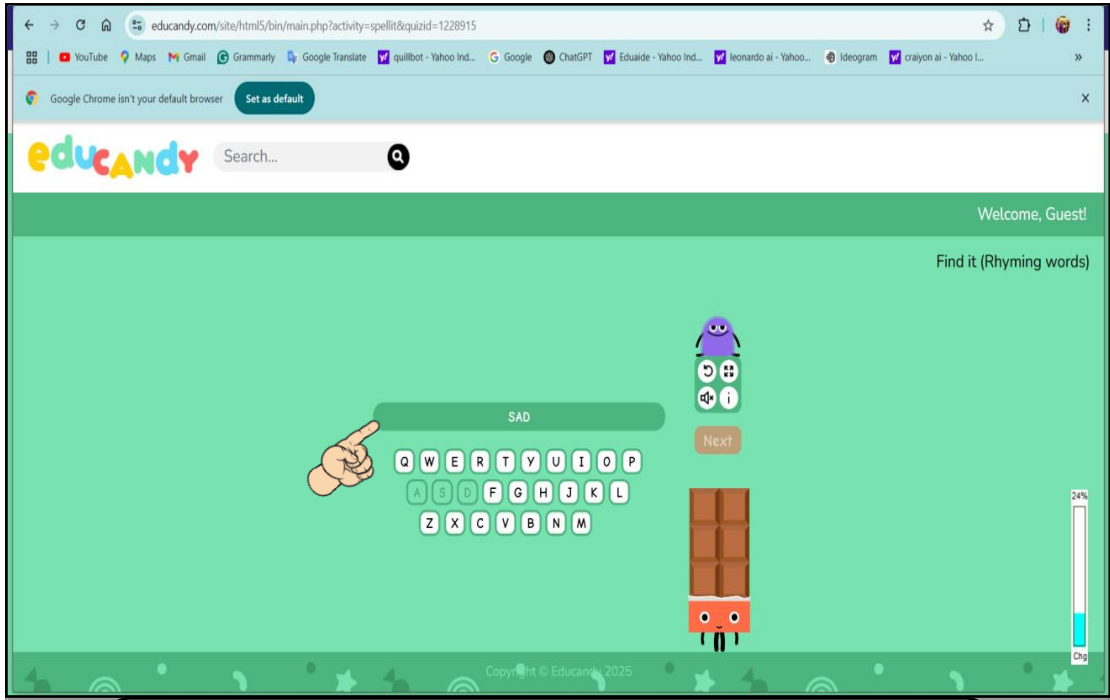 educandy.com/site/html5/bin/main.php?activity=spellit&quizid=1228915
YouTube Maps Gmail Grammarly Google Translate quillbot - Yahoo Ind... Google ChatGPT Eduaide - Yahoo Ind... leonardo ai - Yahoo... Ideogram craiyon ai - Yahoo I... »
Google Chrome isn't your default browser Set as default
educandy Search...
Welcome, Guest!
Find it (Rhyming words)
SAD
Next
Q W E R T Y U I O P
A S D F G H J K L
Z X C V B N M
24%
Chg
Copyright © Educandy 2025